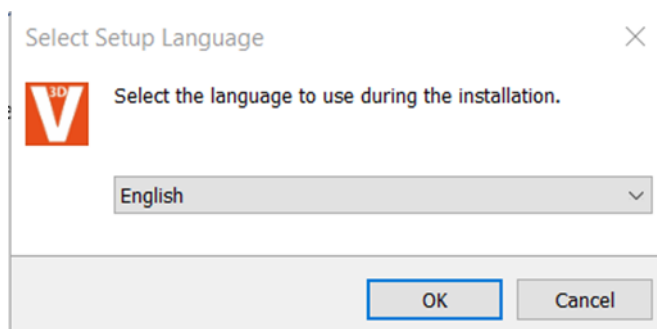 Select Setup Language
3D
V
Select the language to use during the installation.
English
OK
Cancel